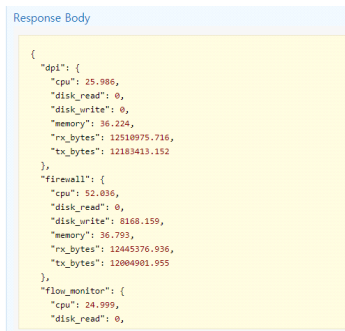 Response Body
{
"dpi": {
"cpu": 25.986,
"disk_read": 0,
"disk_write": 0,
"memory": 36.224,
"rx_bytes": 12510975.716,
"tx_bytes": 12183413.152
},
"firewall": {
"cpu": 52.036,
"disk_read": 0,
"disk_write": 8168.159,
"memory": 36.793,
"rx_bytes": 12445376.936,
"tx_bytes": 12004901.955
},
"flow_monitor": {
"cpu": 24.999,
"disk_read": 0,